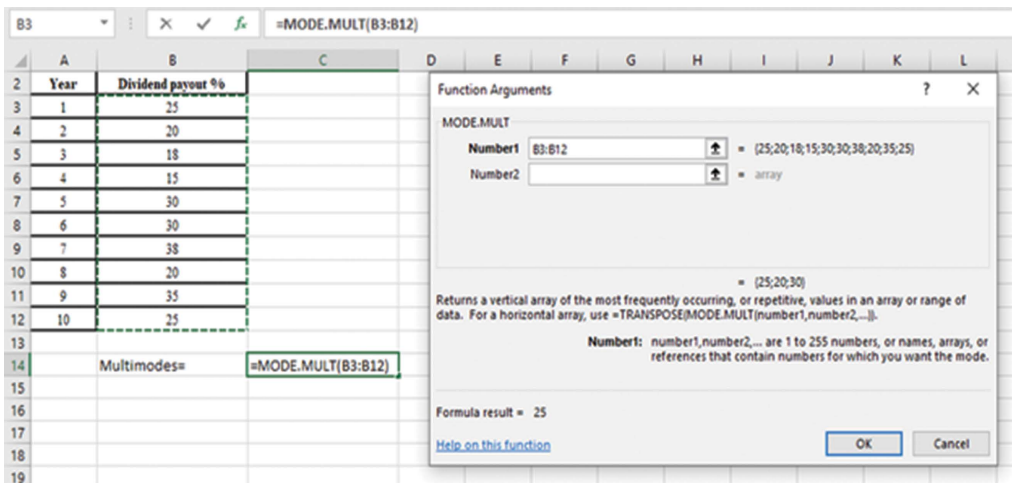 B3 =MODE.MULT(B3:B12)
A B C D E F G H I J K L
2 Year Dividend payout %
3 1 25
4 2 20
5 3 18
6 4 15
7 5 30
8 6 30
9 7 38
10 8 20
11 9 35
12 10 25
13
14 Multimodes= =MODE.MULT(B3:B12)
15
16
17
18
19
Function Arguments ? ×
MODE.MULT
Number1 B3:B12 = {25;20;18;15;30;30;38;20;35;25}
Number2 = array
= {25;20;30}
Returns a vertical array of the most frequently occurring, or repetitive, values in an array or range of
data. For a horizontal array, use =TRANSPOSE(MODE.MULT(number1,number2,...)).
Number1: number1,number2,... are 1 to 255 numbers, or names, arrays, or
references that contain numbers for which you want the mode.
Formula result = 25
Help on this function OK Cancel